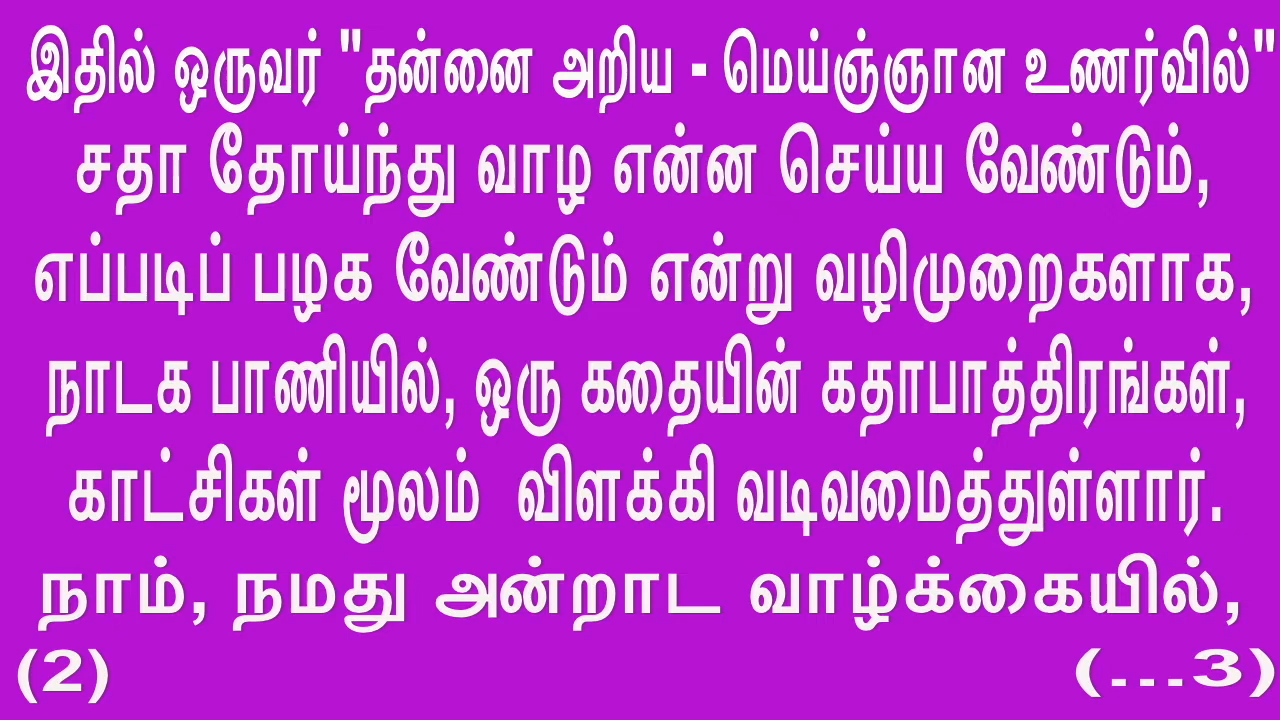 இதில் ஒருவர் "தன்னை அறிய - மெய்ஞ்ஞான உணர்வில்"
சதா தோய்ந்து வாழ என்ன செய்ய வேண்டும்,
எப்படிப் பழக வேண்டும் என்று வழிமுறைகளாக,
நாடக பாணியில், ஒரு கதையின் கதாபாத்திரங்கள்,
காட்சிகள் மூலம் விளக்கி வடிவமைத்துள்ளார்.
நாம், நமது அன்றாட வாழ்க்கையில்,
(2) (...3)